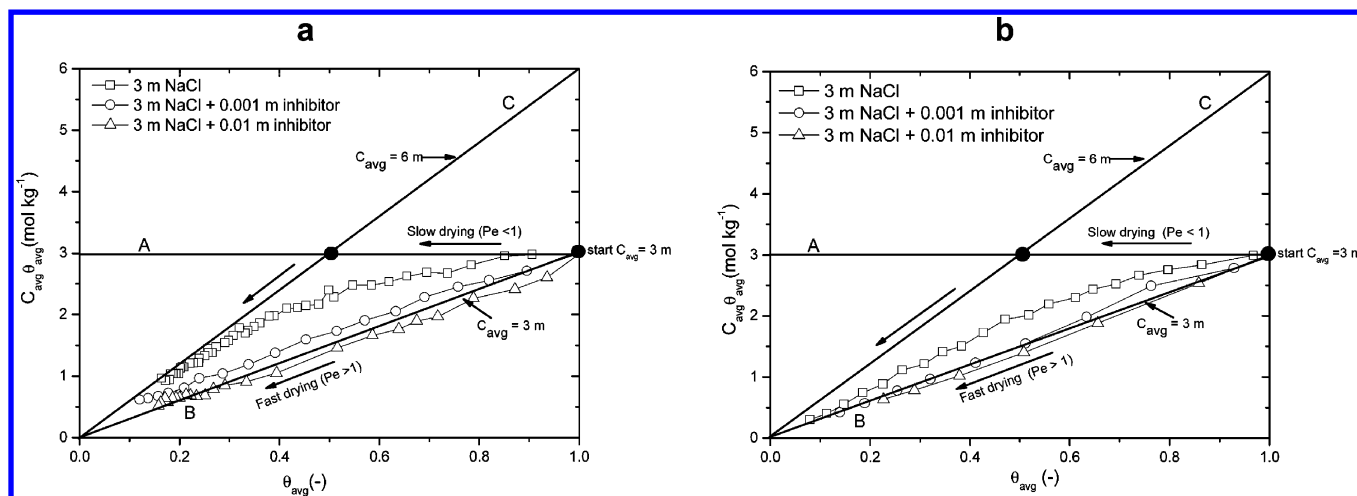 a
6
5
4
3
2
1
0
C_avg θ_avg (mol kg⁻¹)
3 m NaCl
3 m NaCl + 0.001 m inhibitor
3 m NaCl + 0.01 m inhibitor
C
C_avg = 6 m
A
Slow drying (Pe <1)
start C_avg = 3 m
C_avg = 3 m
Fast drying (Pe >1)
B
0.0 0.2 0.4 0.6 0.8 1.0
θ_avg (-)
b
6
5
4
3
2
1
0
C_avg θ_avg (mol kg⁻¹)
3 m NaCl
3 m NaCl + 0.001 m inhibitor
3 m NaCl + 0.01 m inhibitor
C
C_avg = 6 m
A
Slow drying (Pe < 1)
start C_avg =3 m
C_avg = 3 m
Fast drying (Pe > 1)
B
0.0 0.2 0.4 0.6 0.8 1.0
θ_avg (-)